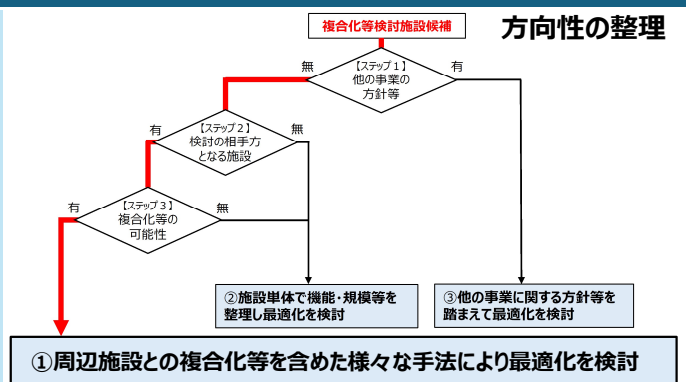 方向性の整理
複合化等検討施設候補
【ステップ1】
他の事業の
方針等
無
有
【ステップ2】
検討の相手方
となる施設
有
無
【ステップ3】
複合化等の
可能性
有
無
②施設単体で機能・規模等を
整理し最適化を検討
③他の事業に関する方針等を
踏まえて最適化を検討
①周辺施設との複合化等を含めた様々な手法により最適化を検討